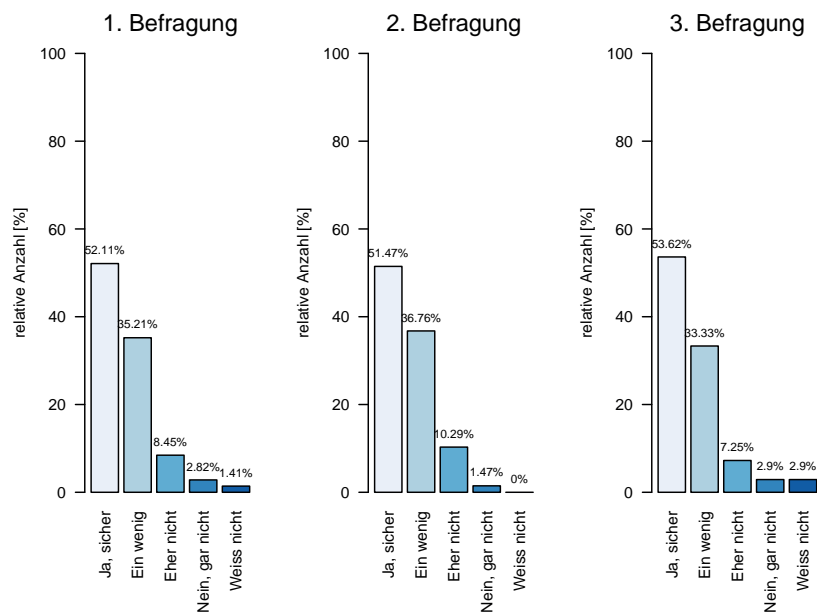 1. Befragung
relative Anzahl [%]
100
80
60
40
20
0
52.11%
35.21%
8.45%
2.82%
1.41%
Ja, sicher
Ein wenig
Eher nicht
Nein, gar nicht
Weiss nicht
2. Befragung
relative Anzahl [%]
100
80
60
40
20
0
51.47%
36.76%
10.29%
1.47%
0%
Ja, sicher
Ein wenig
Eher nicht
Nein, gar nicht
Weiss nicht
3. Befragung
relative Anzahl [%]
100
80
60
40
20
0
53.62%
33.33%
7.25%
2.9%
2.9%
Ja, sicher
Ein wenig
Eher nicht
Nein, gar nicht
Weiss nicht